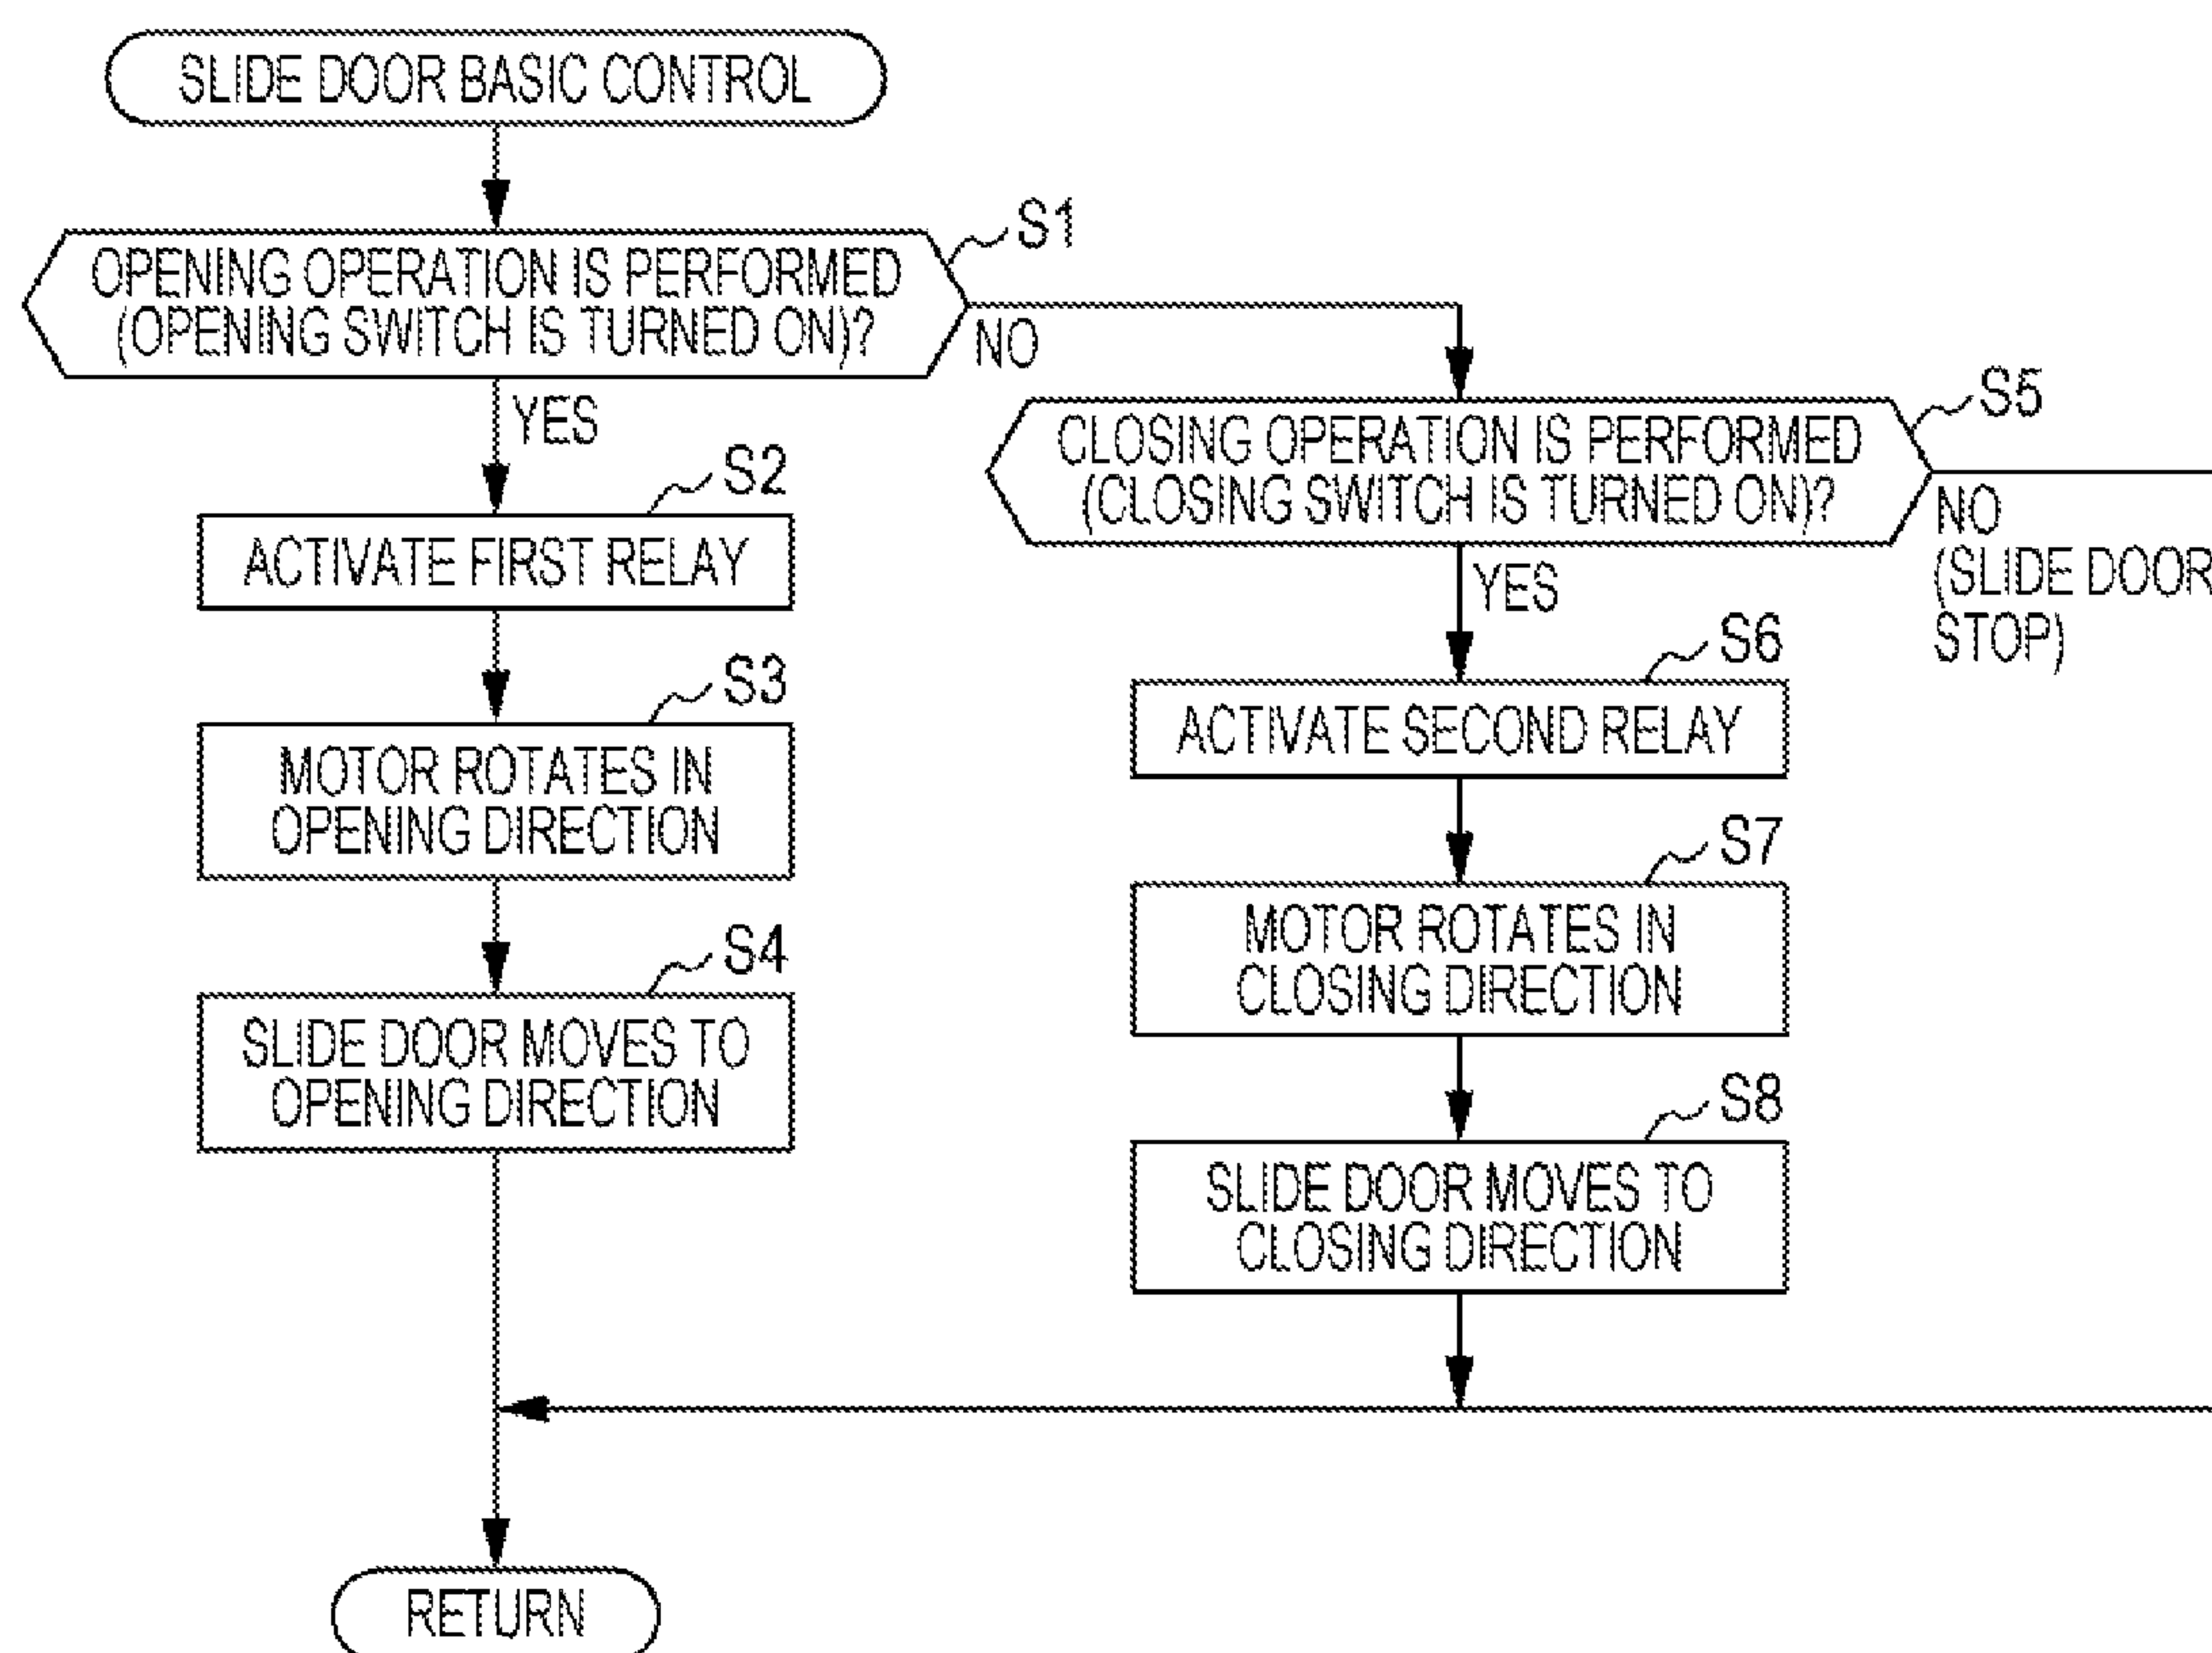 SLIDE DOOR BASIC CONTROL
S1
OPENING OPERATION IS PERFORMED
(OPENING SWITCH IS TURNED ON)?
NO
YES
S5
CLOSING OPERATION IS PERFORMED
(CLOSING SWITCH IS TURNED ON)?
NO
(SLIDE DOOR
STOP)
YES
S2
ACTIVATE FIRST RELAY
S3
MOTOR ROTATES IN
OPENING DIRECTION
S4
SLIDE DOOR MOVES TO
OPENING DIRECTION
S6
ACTIVATE SECOND RELAY
S7
MOTOR ROTATES IN
CLOSING DIRECTION
S8
SLIDE DOOR MOVES TO
CLOSING DIRECTION
RETURN